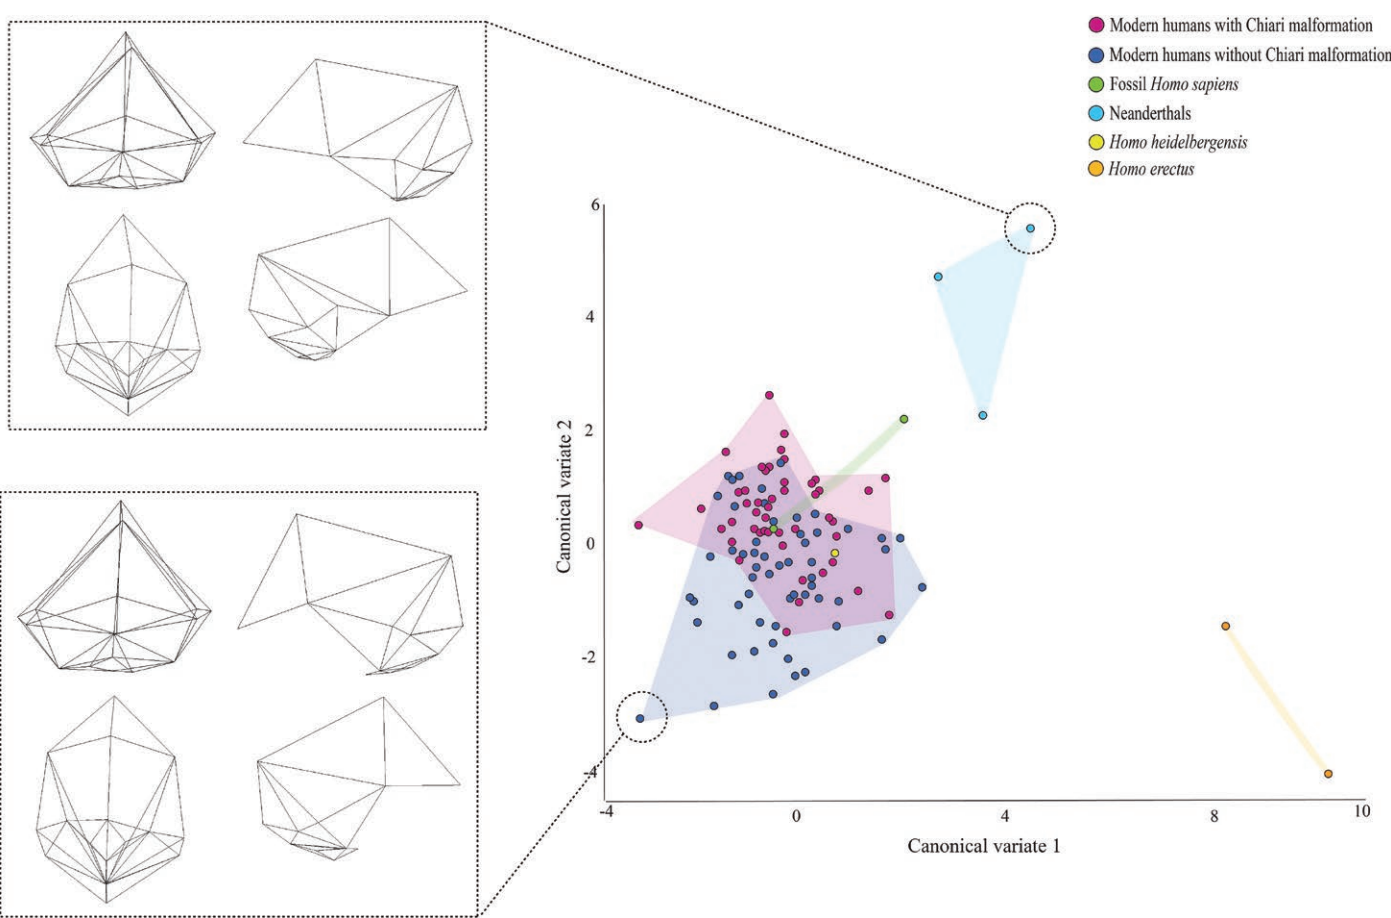 Modern humans with Chiari malformation
Modern humans without Chiari malformation
Fossil Homo sapiens
Neanderthals
Homo heidelbergensis
Homo erectus
6
4
2
0
-2
-4
Canonical variate 2
-4
0
4
8
10
Canonical variate 1